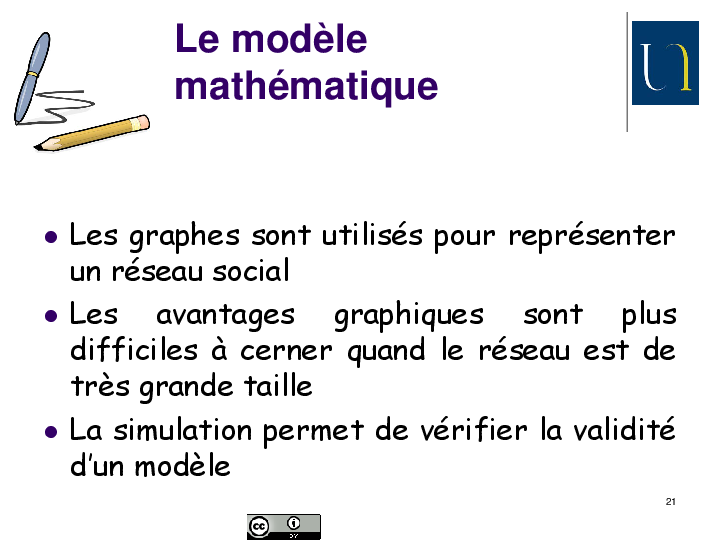 Le modèle
mathématique
● Les graphes sont utilisés pour représenter
un réseau social
● Les avantages graphiques sont plus
difficiles à cerner quand le réseau est de
très grande taille
● La simulation permet de vérifier la validité
d'un modèle
21
cc
BY